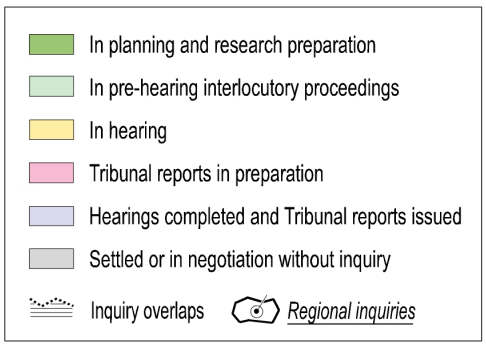 In planning and research preparation
In pre-hearing interlocutory proceedings
In hearing
Tribunal reports in preparation
Hearings completed and Tribunal reports issued
Settled or in negotiation without inquiry
Inquiry overlaps Regional inquiries